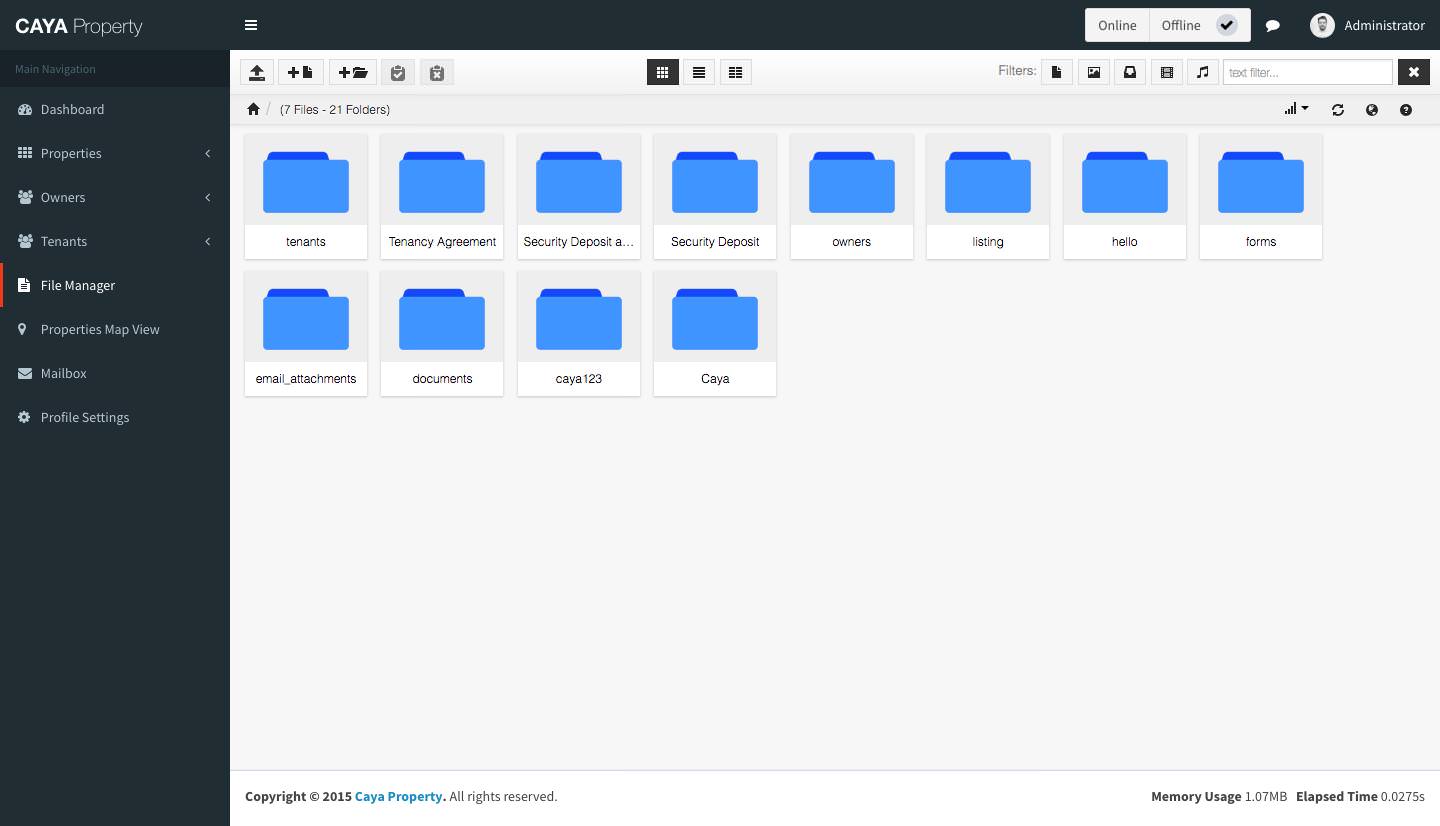 CAYA Property
Online Offline
Administrator
Main Navigation
Dashboard
Properties
Owners
Tenants
File Manager
Properties Map View
Mailbox
Profile Settings
Filters: text filter...
/ (7 Files - 21 Folders)
tenants
Tenancy Agreement
Security Deposit a...
Security Deposit
owners
listing
hello
forms
email_attachments
documents
caya123
Caya
Copyright © 2015 Caya Property. All rights reserved.
Memory Usage 1.07MB Elapsed Time 0.0275s